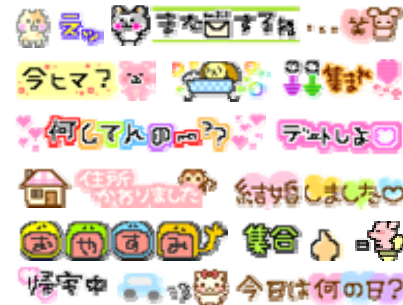 えッ また✉する ...
今ヒマ? 集まれ
何してんの?? デートしよ♡
住所かわりました 結婚しました♡
おやすみ 集合
帰宅中 今日は何の日?